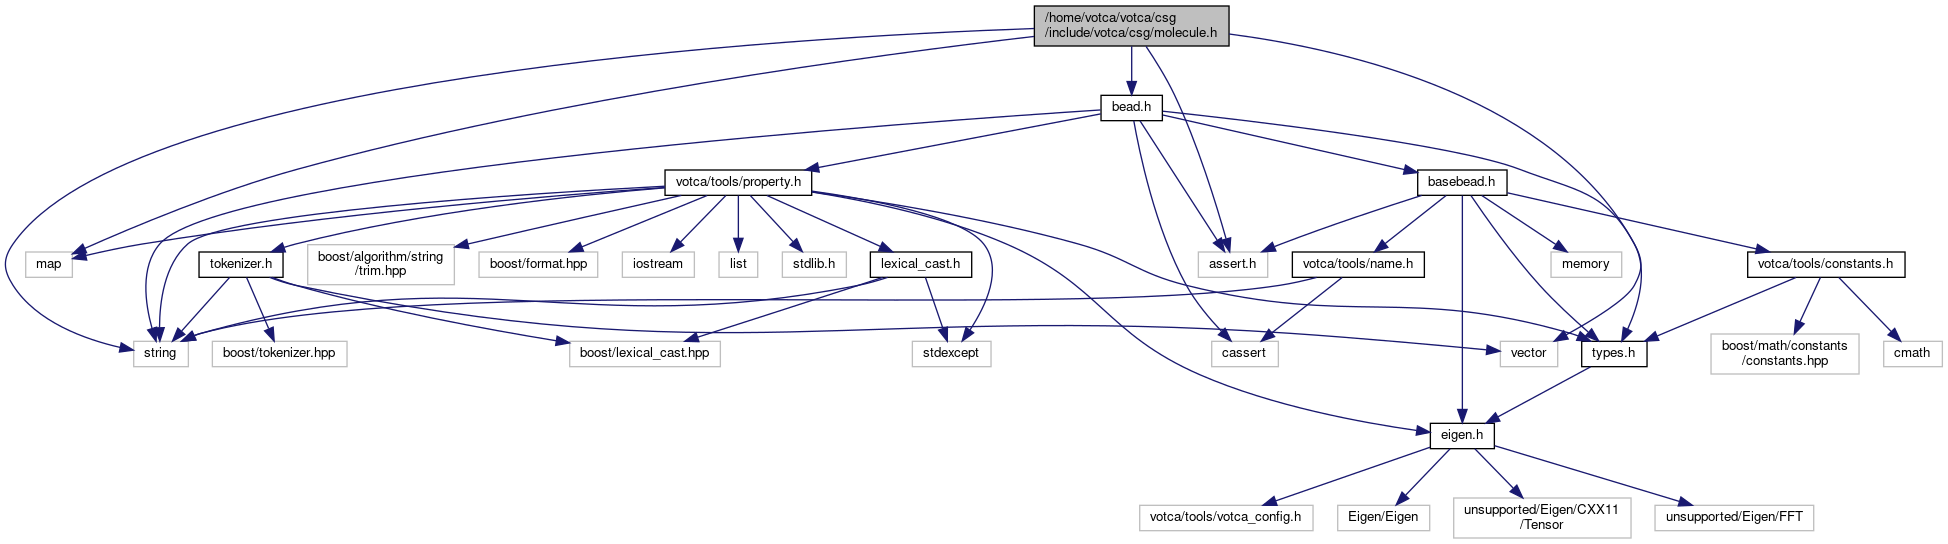 /home/votca/votca/csg
/include/votca/csg/molecule.h
bead.h
votca/tools/property.h
basebead.h
map
tokenizer.h
boost/algorithm/string
/trim.hpp
boost/format.hpp
iostream
list
stdlib.h
lexical_cast.h
assert.h
votca/tools/name.h
memory
votca/tools/constants.h
string
boost/tokenizer.hpp
boost/lexical_cast.hpp
stdexcept
cassert
vector
types.h
boost/math/constants
/constants.hpp
cmath
eigen.h
votca/tools/votca_config.h
Eigen/Eigen
unsupported/Eigen/CXX11
/Tensor
unsupported/Eigen/FFT